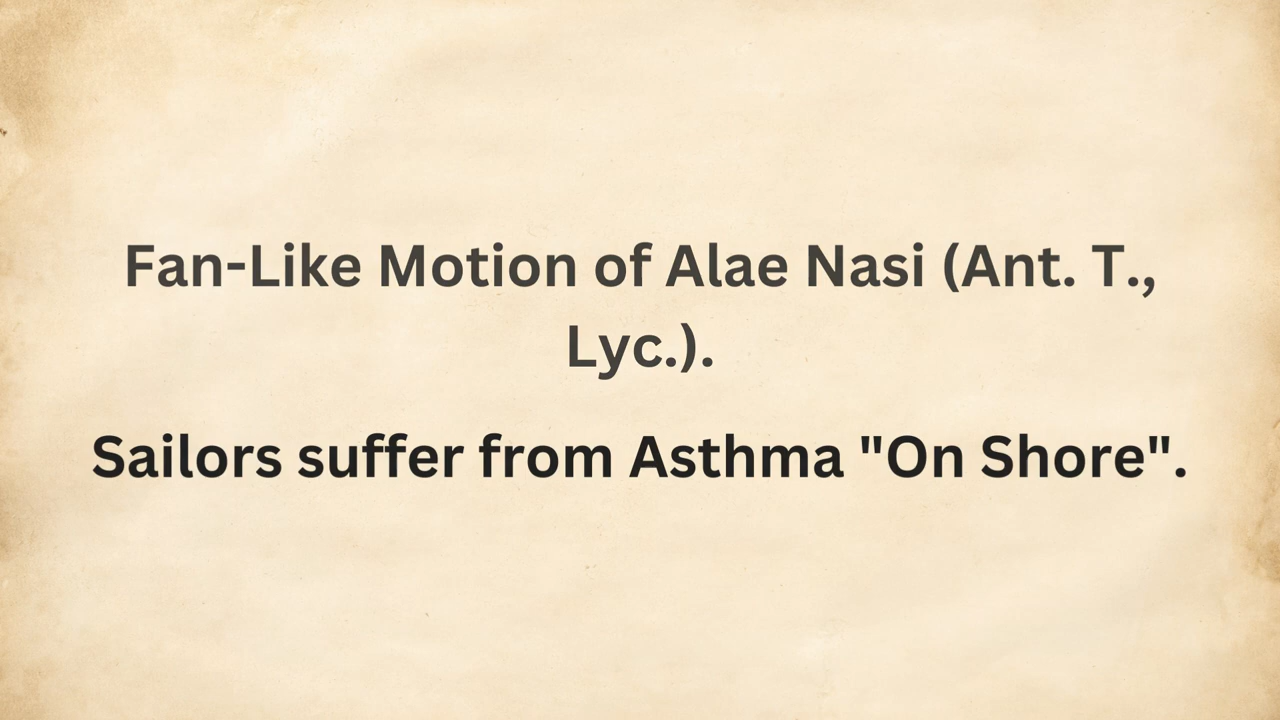 Fan-Like Motion of Alae Nasi (Ant. T.,
Lyc.).
Sailors suffer from Asthma "On Shore".